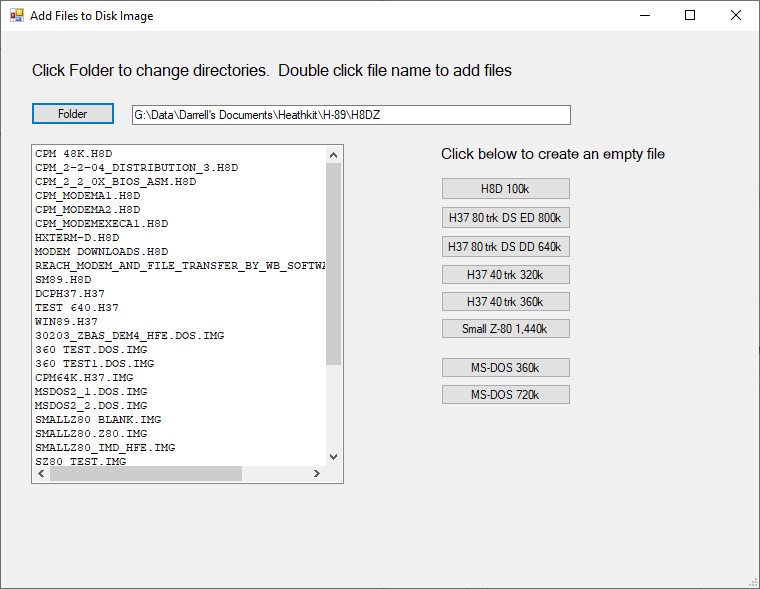 Add Files to Disk Image
Click Folder to change directories.  Double click file name to add files
Folder
G:\Data\Darrell's Documents\Heathkit\H-89\H8DZ
CPM 48K.H8D
CPM_2-2-04_DISTRIBUTION_3.H8D
CPM_2_2_0X_BIOS_ASM.H8D
CPM_MODEMA1.H8D
CPM_MODEMA2.H8D
CPM_MODEMEXECA1.H8D
HXTERM-D.H8D
MODEM DOWNLOADS.H8D
REACH_MODEM_AND_FILE_TRANSFER_BY_WB_SOFTWA
SM89.H8D
DCPH37.H37
TEST 640.H37
WIN89.H37
30203_ZBAS_DEM4_HFE.DOS.IMG
360 TEST.DOS.IMG
360 TEST1.DOS.IMG
CPM64K.H37.IMG
MSDOS2_1.DOS.IMG
MSDOS2_2.DOS.IMG
SMALLZ80 BLANK.IMG
SMALLZ80.Z80.IMG
SMALLZ80_IMD_HFE.IMG
SZ80 TEST.IMG
Click below to create an empty file
H8D 100k
H37 80 trk DS ED 800k
H37 80 trk DS DD 640k
H37 40 trk 320k
H37 40 trk 360k
Small Z-80 1,440k
MS-DOS 360k
MS-DOS 720k